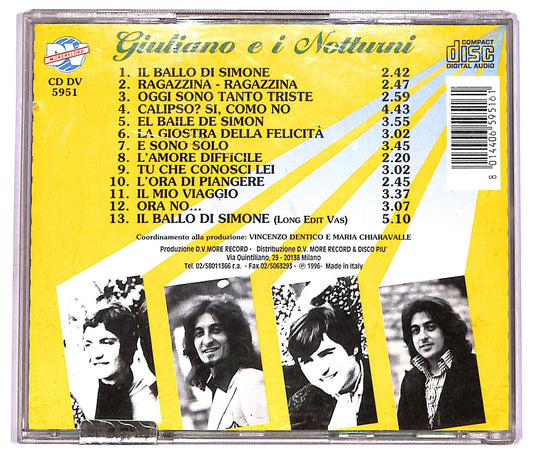 Giuliano e i Notturni
MORE RECORD
CD DV
5951
COMPACT
disc
DIGITAL AUDIO
1. IL BALLO DI SIMONE 2.42
2. RAGAZZINA - RAGAZZINA 2.47
3. OGGI SONO TANTO TRISTE 2.59
4. CALIPSO? SI, COMO NO 4.43
5. EL BAILE DE SIMON 3.55
6. LA GIOSTRA DELLA FELICITÀ 3.02
7. E SONO SOLO 3.45
8. L'AMORE DIFFICILE 2.20
9. TU CHE CONOSCI LEI 3.02
10. L'ORA DI PIANGERE 2.45
11. IL MIO VIAGGIO 3.37
12. ORA NO... 3.07
13. IL BALLO DI SIMONE (LONG EDIT VAS) 5.10
8 014406 595161
Coordinamento alla produzione: VINCENZO DENTICO E MARIA CHIARAVALLE
Produzione D.V. MORE RECORD - Distribuzione D.V. MORE RECORD & DISCO PIU'
Via Quintiliano, 29 - 20138 Milano
Tel. 02/58011366 r.a. - Fax 02/5063293 - ℗ 1996 - Made in Italy